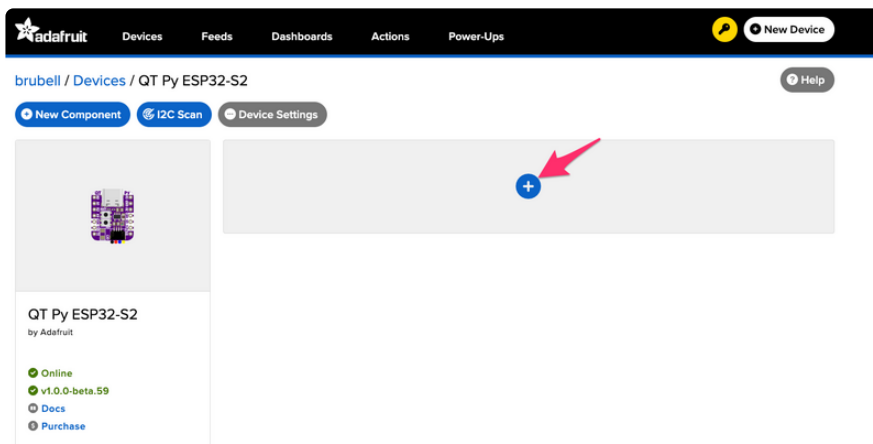 adafruit Devices Feeds Dashboards Actions Power-Ups New Device
brubell / Devices / QT Py ESP32-S2 Help
New Component I2C Scan Device Settings
QT Py ESP32-S2
by Adafruit
Online
v1.0.0-beta.59
Docs
Purchase